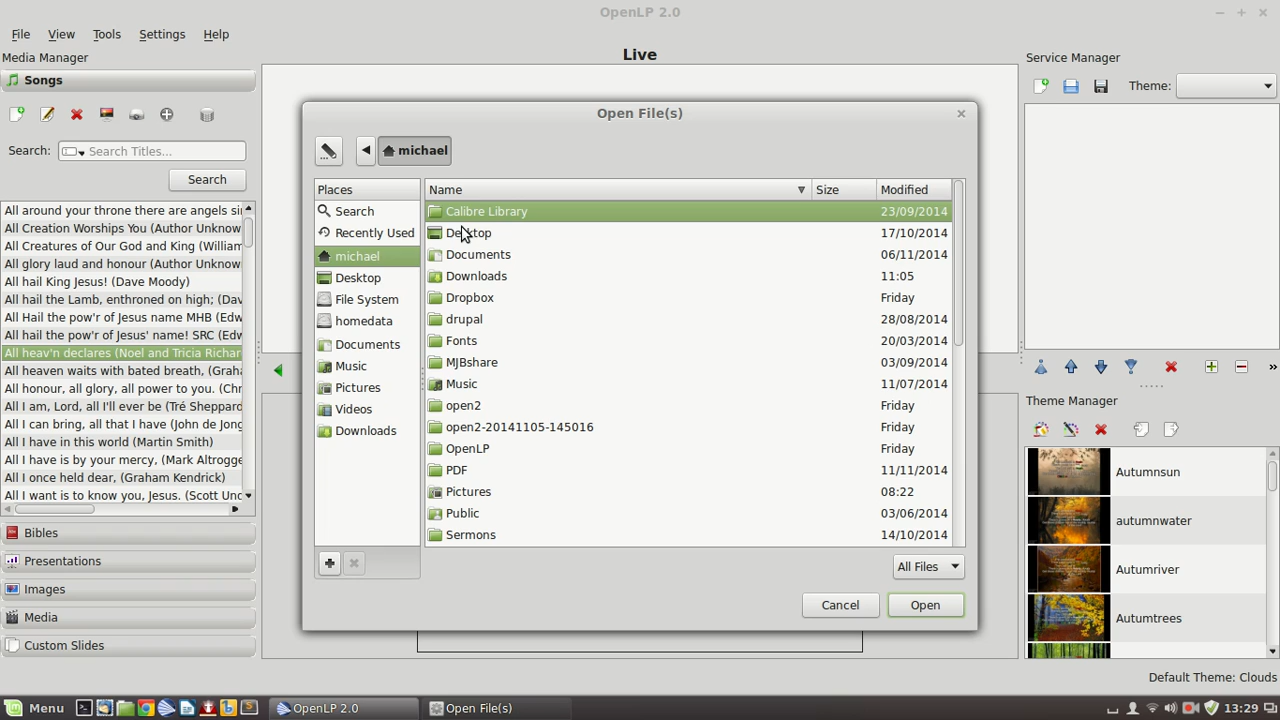 OpenLP 2.0
File View Tools Settings Help
Media Manager
Songs
Search: Search Titles...
Search
All around your throne there are angels si
All Creation Worships You (Author Unknow
All Creatures of Our God and King (William
All glory laud and honour (Author Unknow
All hail King Jesus! (Dave Moody)
All hail the Lamb, enthroned on high; (Dav
All Hail the pow'r of Jesus name MHB (Edw
All hail the pow'r of Jesus' name! SRC (Edw
All heav'n declares (Noel and Tricia Richar
All heaven waits with bated breath, (Graha
All honour, all glory, all power to you. (Chr
All I am, Lord, all I'll ever be (Tré Sheppard
All I can bring, all that I have (John de Jong
All I have in this world (Martin Smith)
All I have is by your mercy, (Mark Altrogge
All I once held dear, (Graham Kendrick)
All I want is to know you, Jesus. (Scott Und
Bibles
Presentations
Images
Media
Custom Slides
Live
Open File(s)
michael
Places
Search
Recently Used
michael
Desktop
File System
homedata
Documents
Music
Pictures
Videos
Downloads
Name Size Modified
Calibre Library 23/09/2014
Desktop 17/10/2014
Documents 06/11/2014
Downloads 11:05
Dropbox Friday
drupal 28/08/2014
Fonts 20/03/2014
MJBshare 03/09/2014
Music 11/07/2014
open2 Friday
open2-20141105-145016 Friday
OpenLP Friday
PDF 11/11/2014
Pictures 08:22
Public 03/06/2014
Sermons 14/10/2014
All Files
Cancel Open
Service Manager
Theme:
»
Theme Manager
Autumnsun
autumnwater
Autumriver
Autumtrees
Default Theme: Clouds
Menu OpenLP 2.0 Open File(s) 13:29